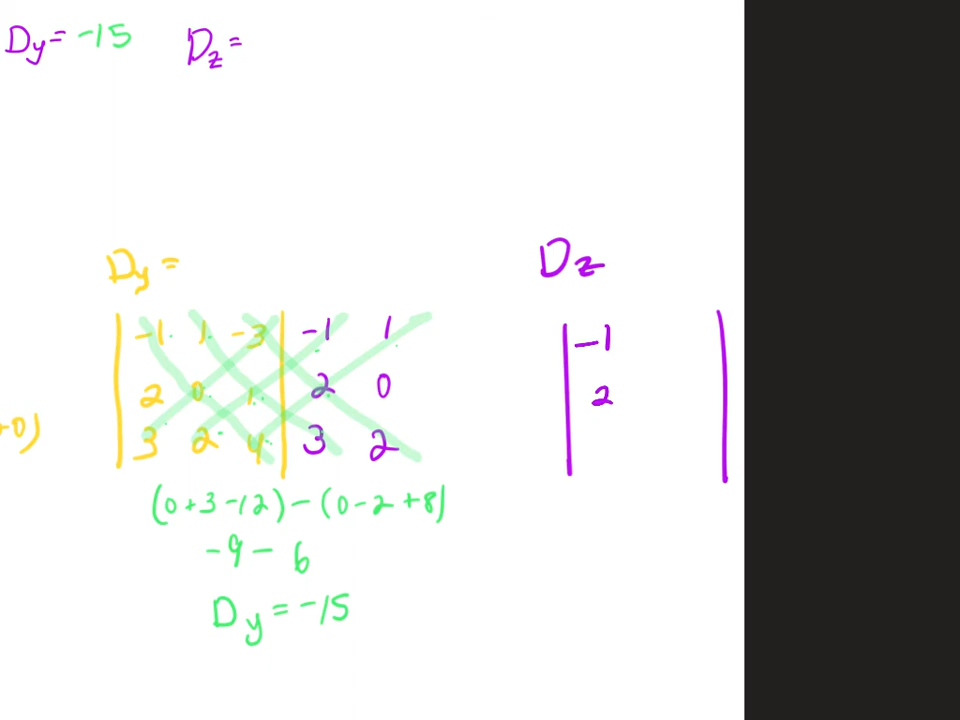 Dy = -15 Dz =
Dy =
Dz
-1 1 -3 -1 1
-1
2 0 1 2 0
2
+0)
3 2 4 3 2
(0+3-12)-(0-2+8)
-9-6
Dy = -15